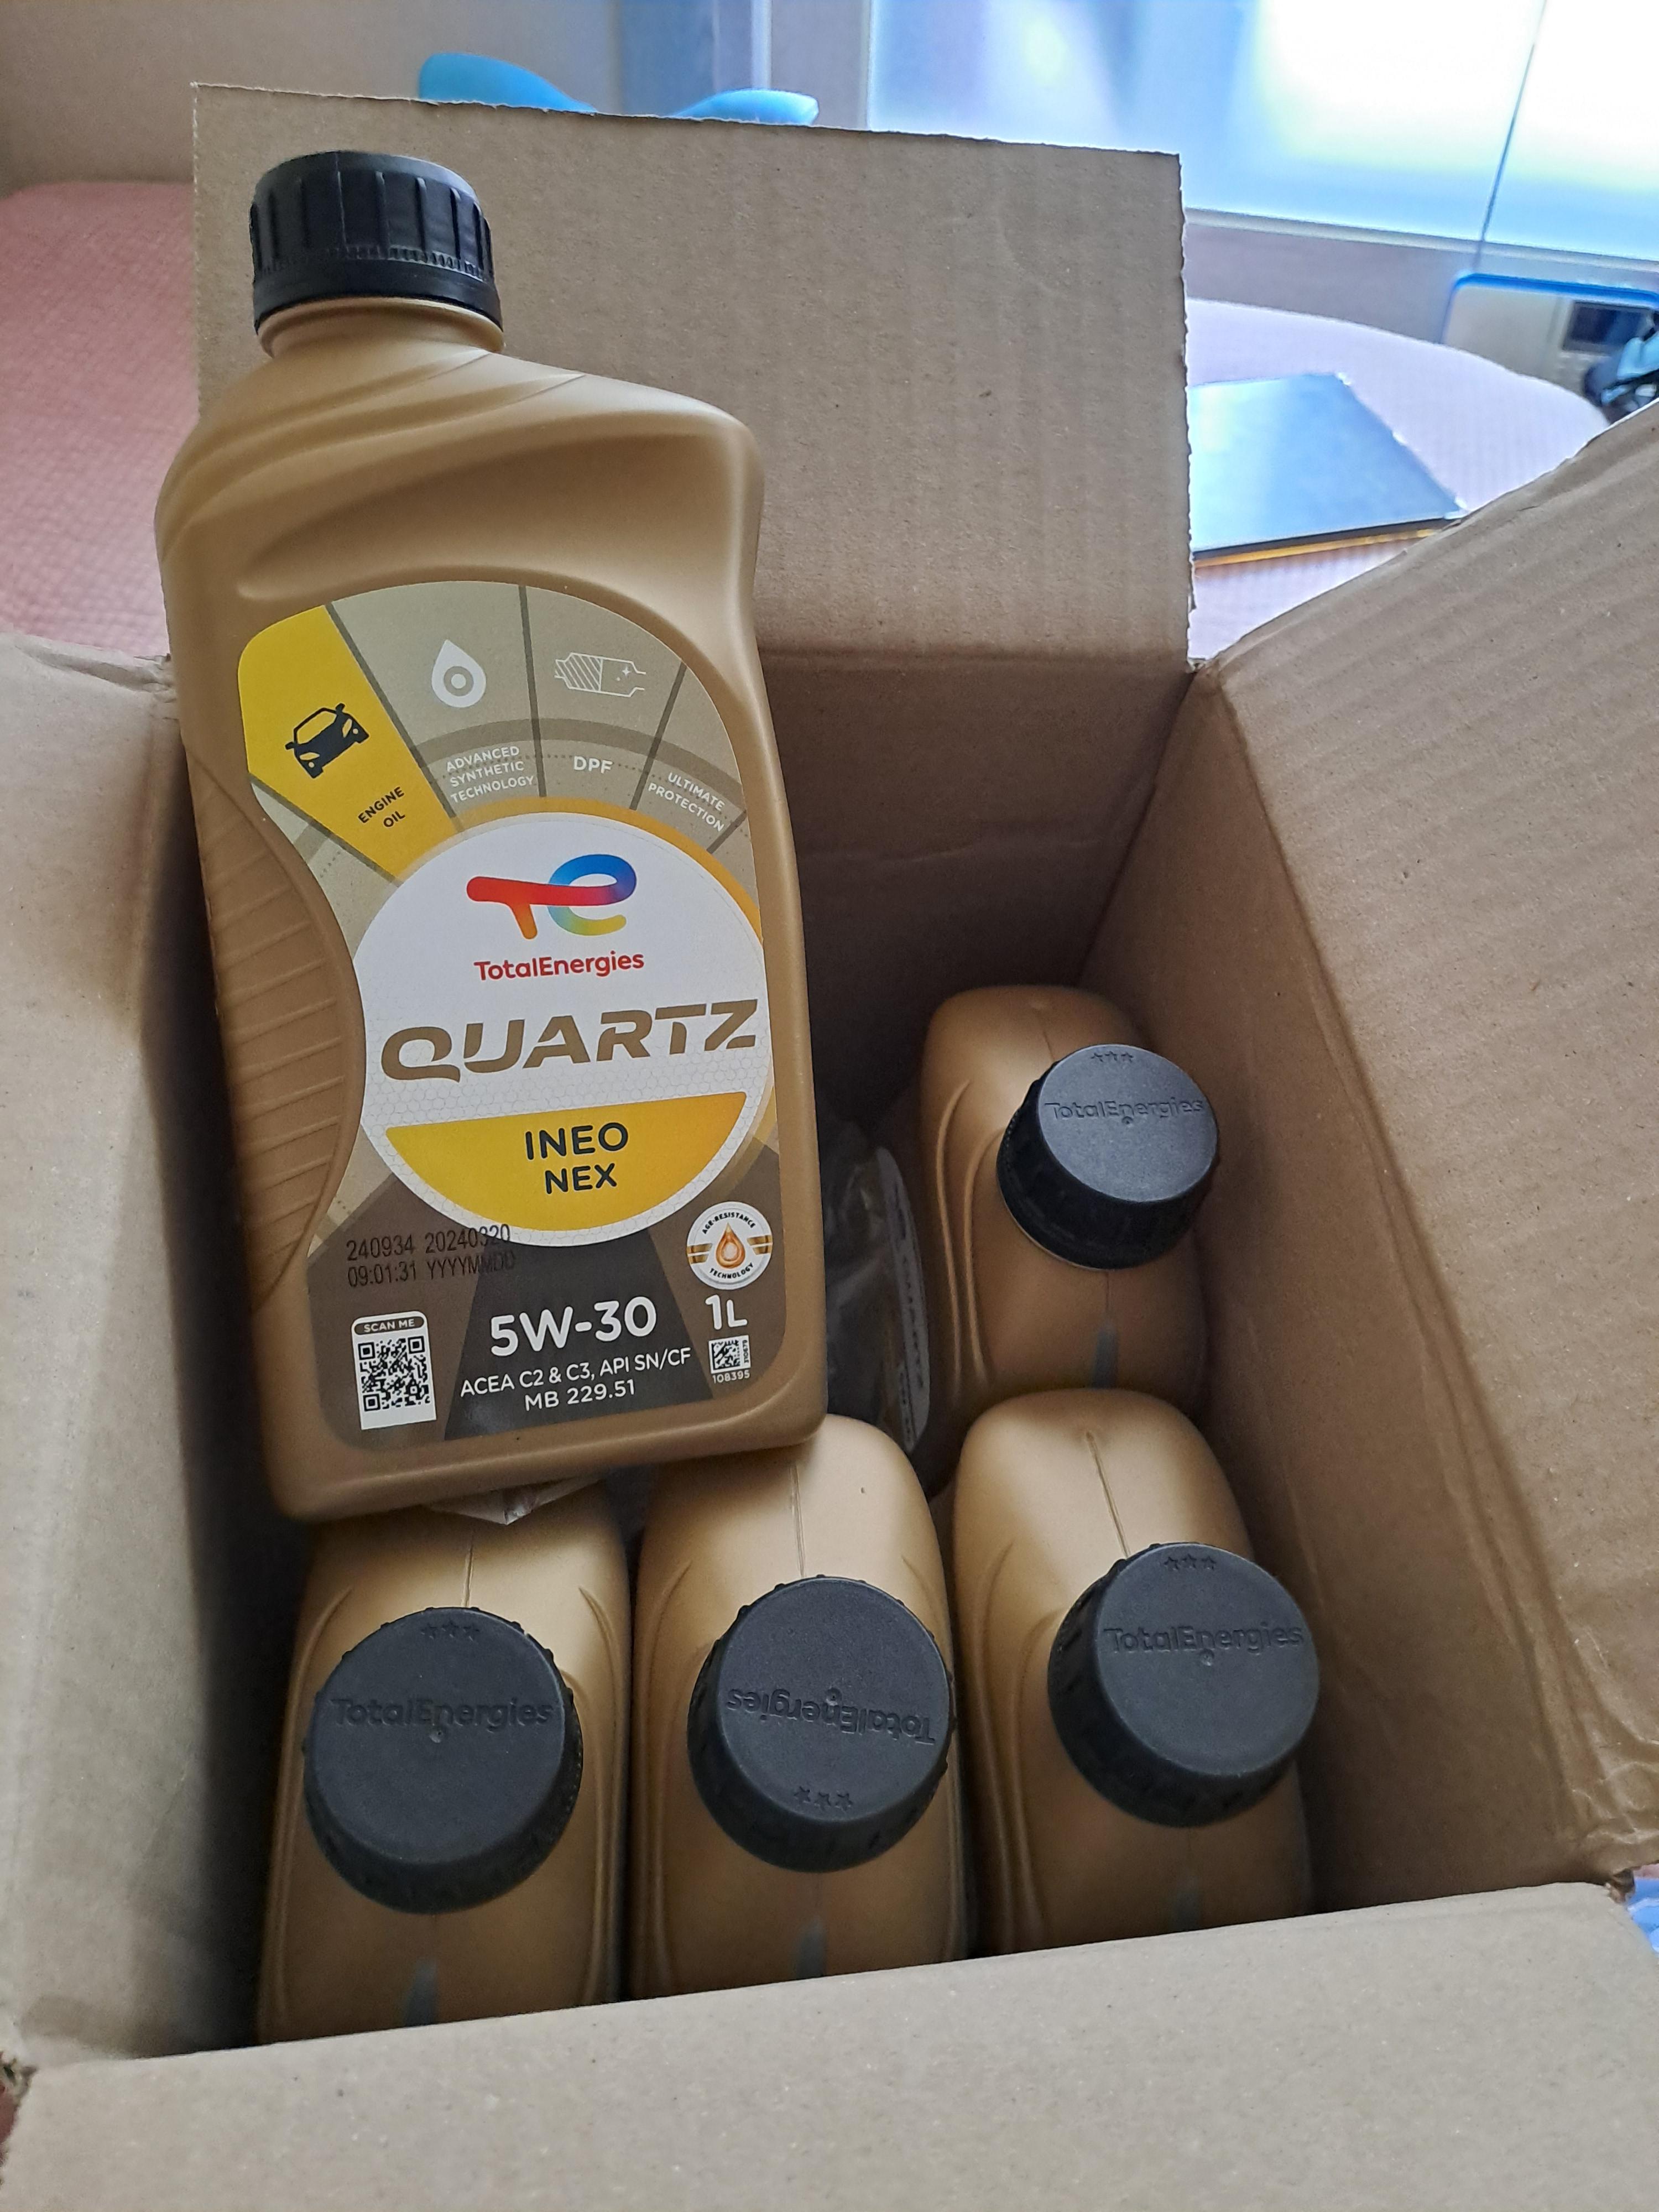 ENGINE
OIL
ADVANCED
SYNTHETIC
TECHNOLOGY
DPF
ULTIMATE
PROTECTION
TotalEnergies
QUARTZ
INEO
NEX
240934 20240320
09:01:31 YYYYMMDD
AGE-RESISTANCE
TECHNOLOGY
SCAN ME
5W-30
1L
ACEA C2 & C3, API SN/CF
MB 229.51
108395
TotalEnergies
TotalEnergies
TotalEnergies
TotalEnergies